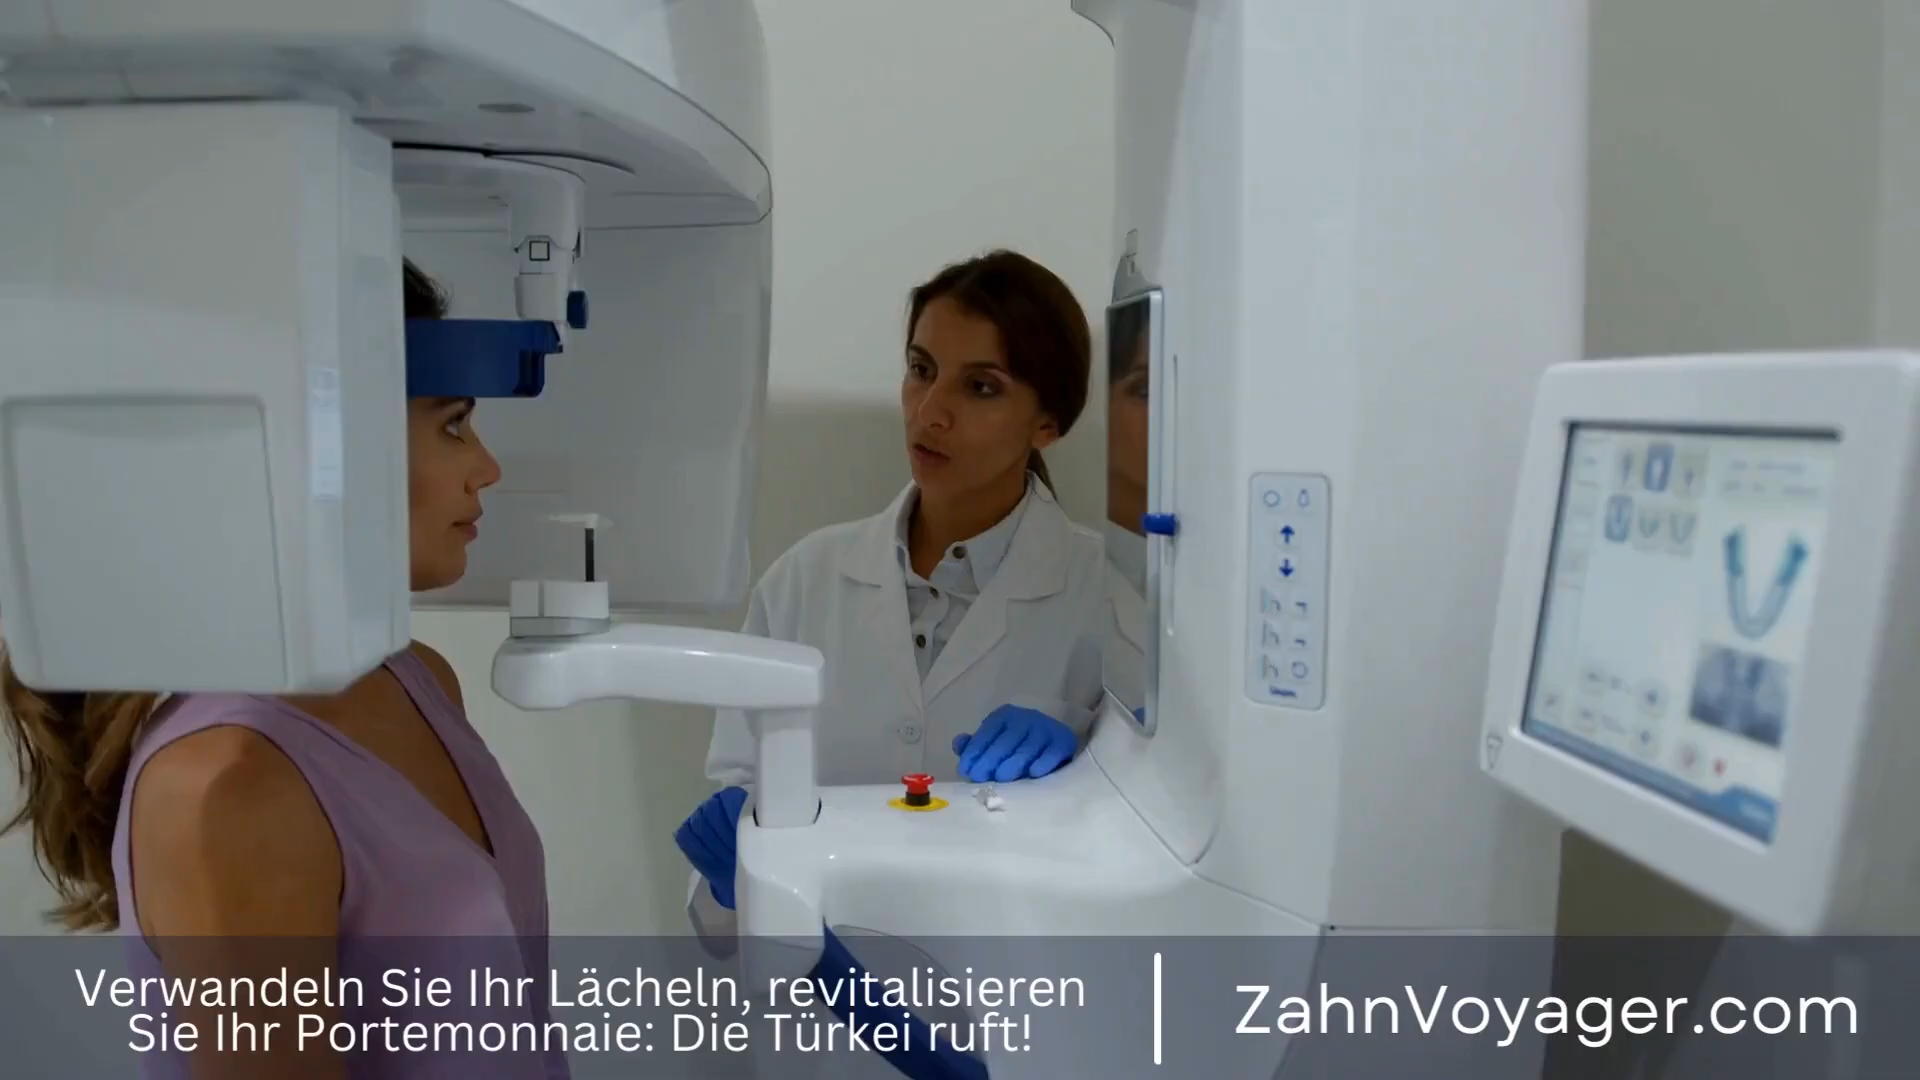 Verwandeln Sie Ihr Lächeln, revitalisieren
Sie Ihr Portemonnaie: Die Türkei ruft!
ZahnVoyager.com